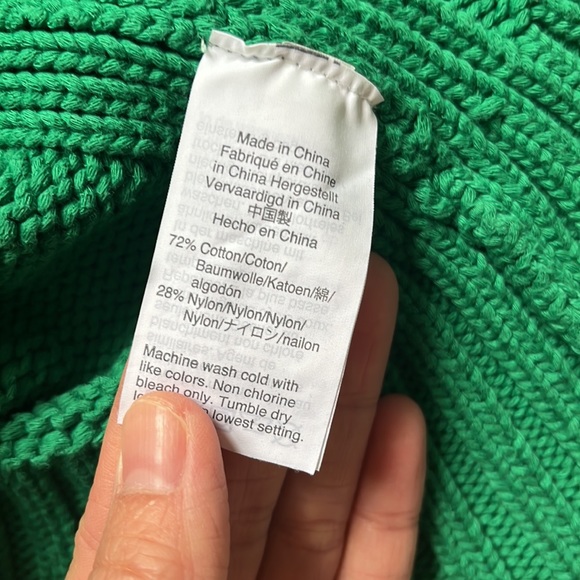 Made in China
Fabriqué en Chine
in China Hergestellt
Vervaardigd in China
中国製
Hecho en China
72% Cotton/Coton/
Baumwolle/Katoen/綿/
algodón
28% Nylon/Nylon/Nylon/
Nylon/ナイロン/nailon
Machine wash cold with
like colors. Non chlorine
bleach only. Tumble dry
lowest setting.